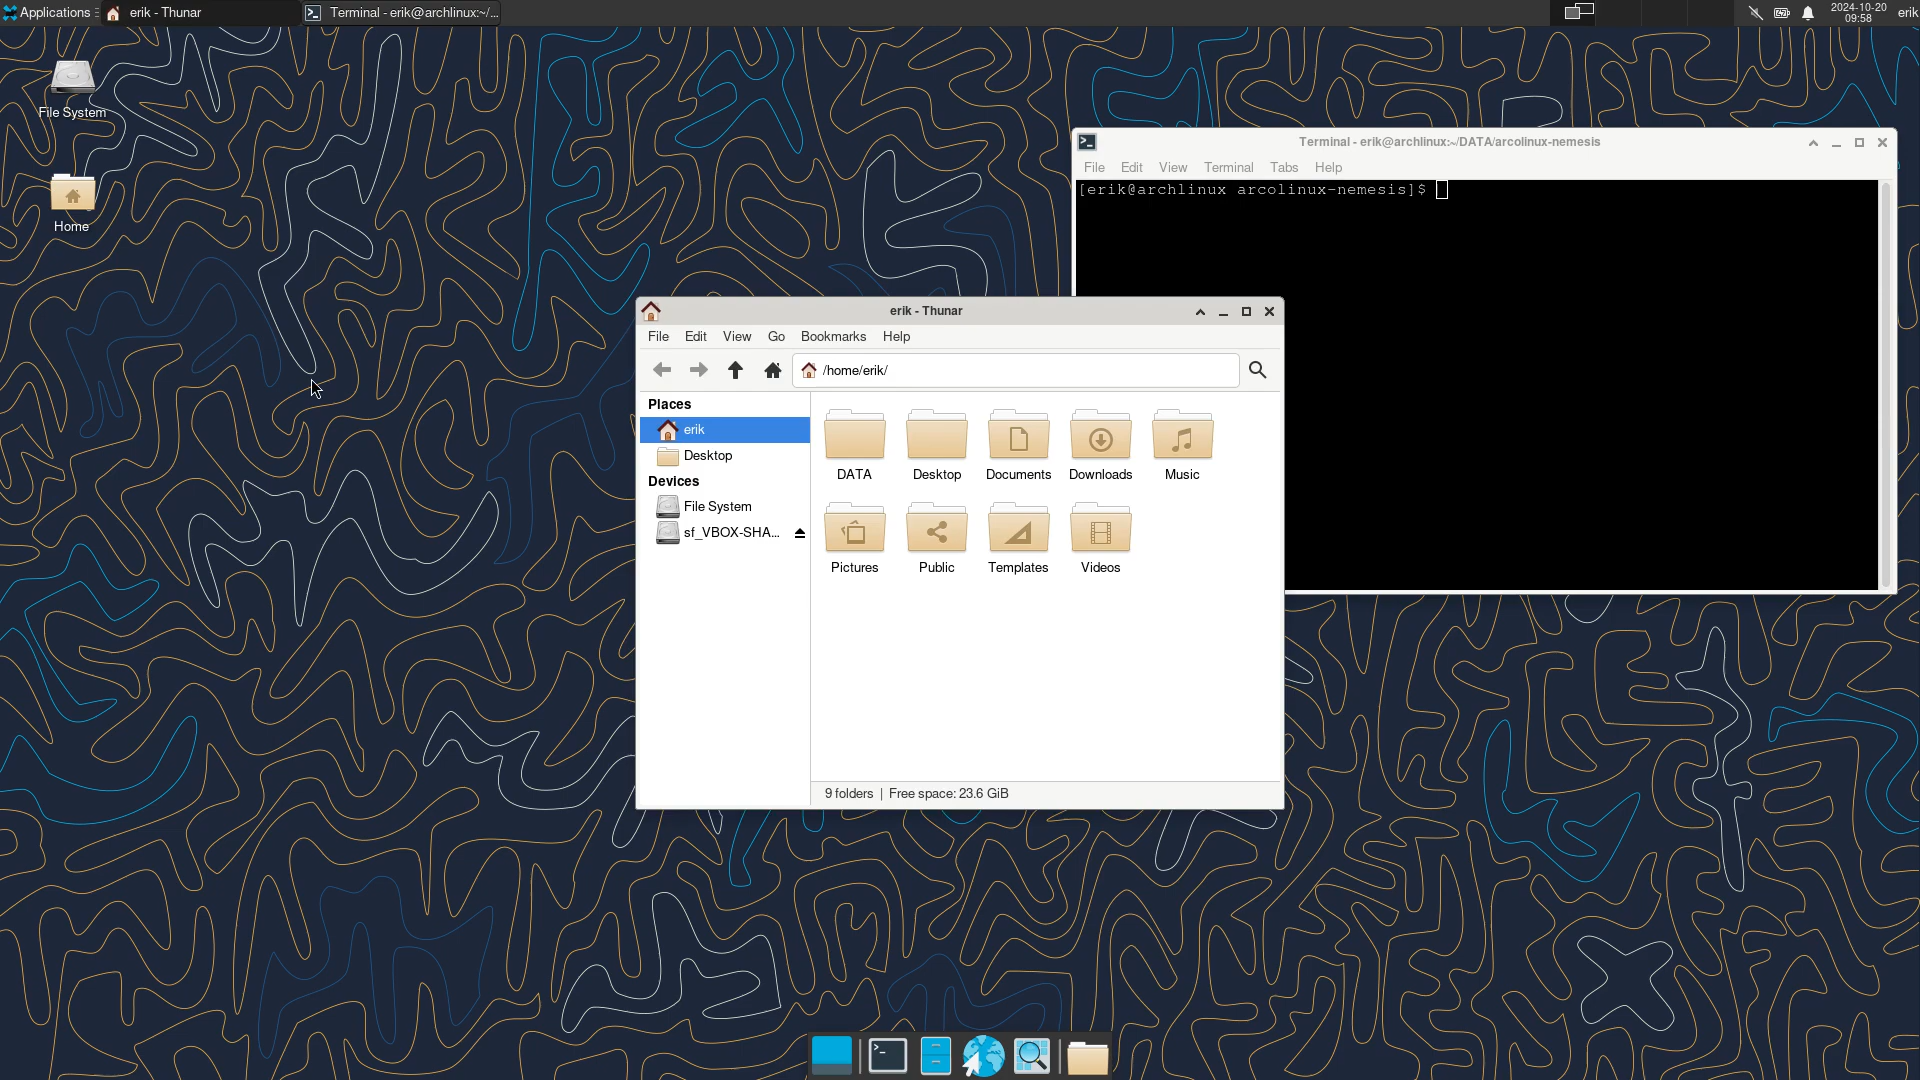 Applications
erik - Thunar
Terminal - erik@archlinux:~/...
2024-10-20
09:58
erik
File System
Home
Terminal - erik@archlinux:~/DATA/arcolinux-nemesis
File Edit View Terminal Tabs Help
[erik@archlinux arcolinux-nemesis]$
erik - Thunar
File Edit View Go Bookmarks Help
/home/erik/
Places
erik
Desktop
Devices
File System
sf_VBOX-SHA...
DATA Desktop Documents Downloads Music
Pictures Public Templates Videos
9 folders | Free space: 23.6 GiB